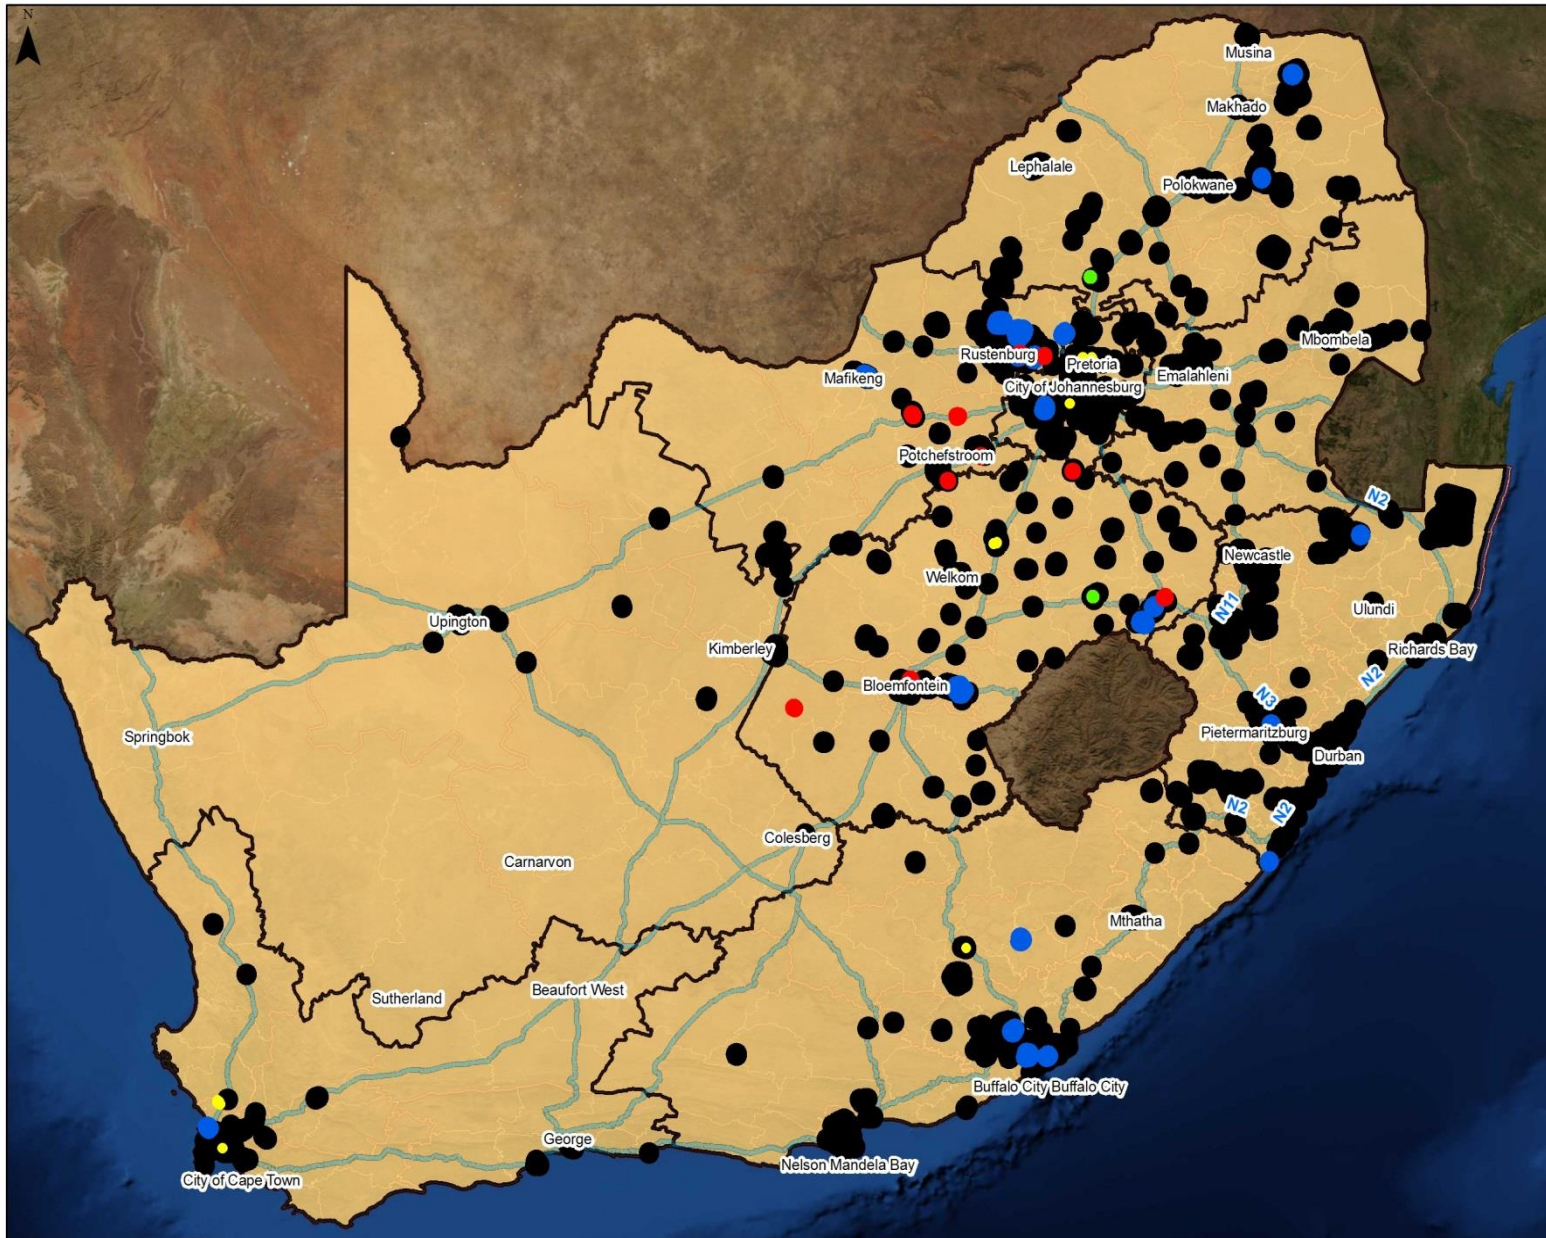 N
Musina
Makhado
Lephalale
Polokwane
Mbombela
Rustenburg
Pretoria
Mafikeng
Emalahleni
City of Johannesburg
Potchefstroom
N2
Newcastle
Welkom
N11
Ulundi
Upington
Kimberley
Richards Bay
Bloemfontein
N2
N3
Springbok
Pietermaritzburg
Durban
N2
N2
Colesberg
Carnarvon
Mthatha
Beaufort West
Sutherland
Buffalo City Buffalo City
George
Nelson Mandela Bay
City of Cape Town